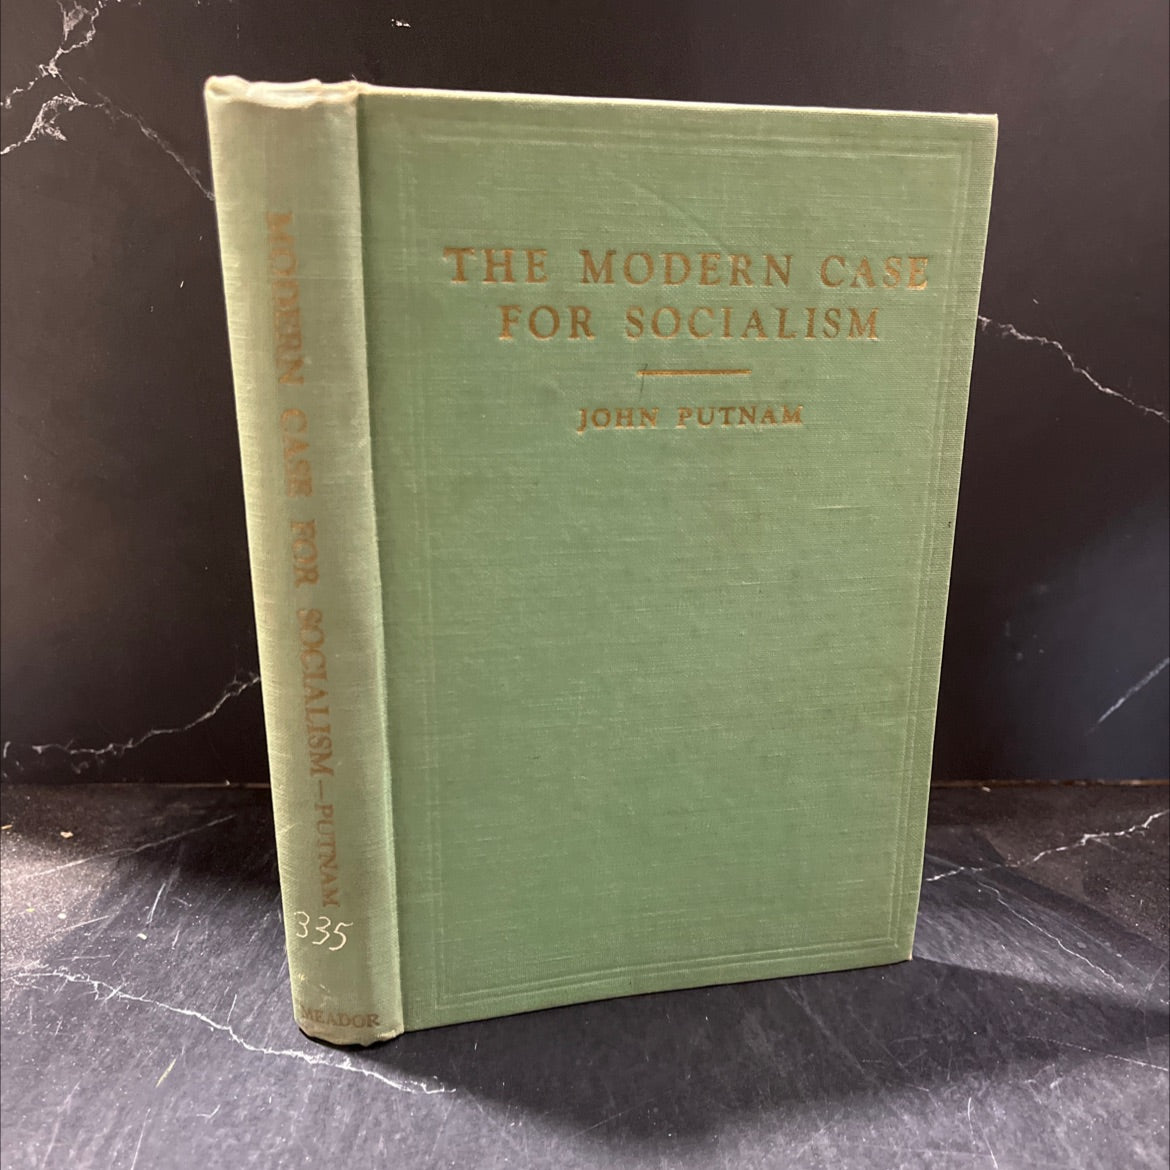 THE MODERN CASE
FOR SOCIALISM
JOHN PUTNAM
MODERN CASE FOR SOCIALISM—PUTNAM
335
MEADOR